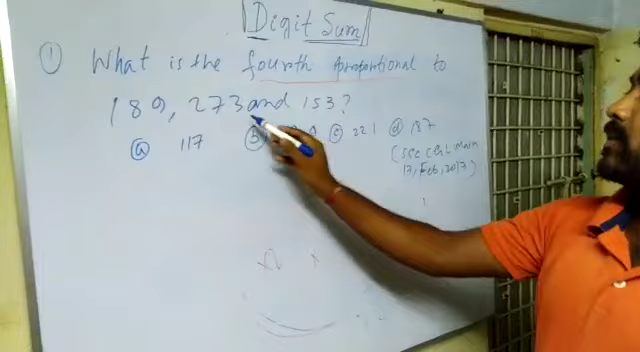 Digit Sum
① What is the fourth proportional to
189, 273 and 153?
ⓐ 117 ⓑ ⓒ 221 ⓓ 187
(SSC CGL Main
17, Feb, 2017)